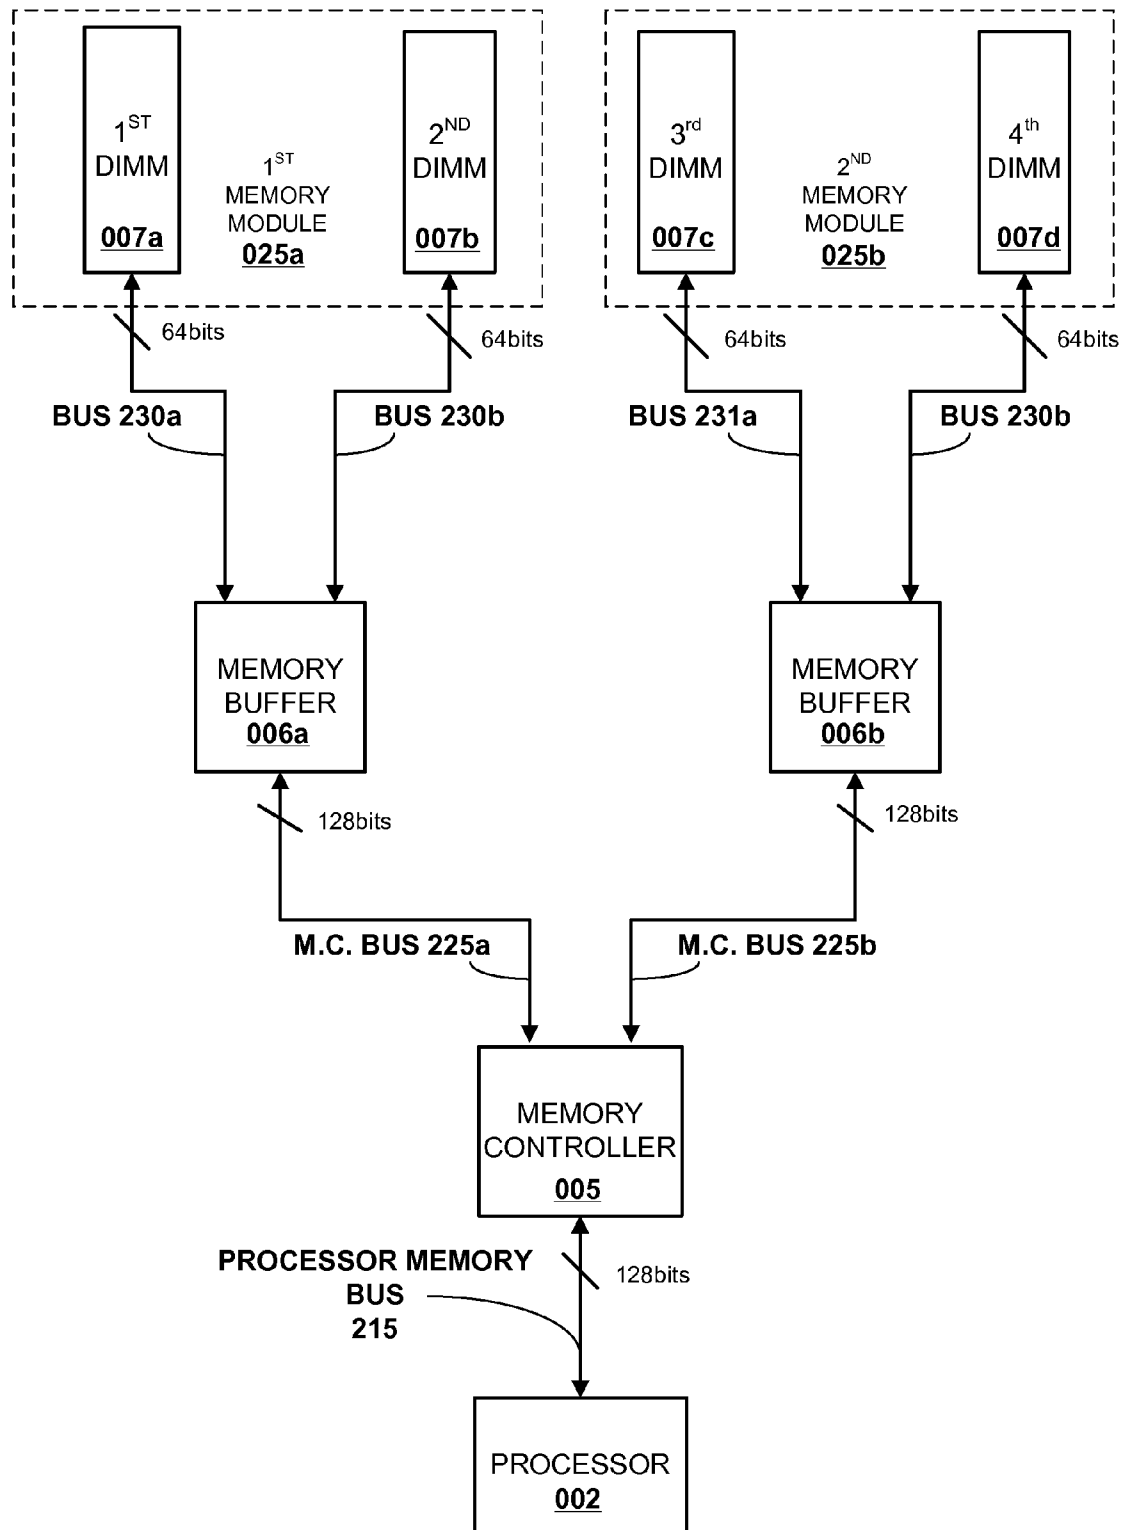 1ST
DIMM
007a
1ST
MEMORY
MODULE
025a
2ND
DIMM
007b
3rd
DIMM
007c
2ND
MEMORY
MODULE
025b
4th
DIMM
007d
64bits
64bits
64bits
64bits
BUS 230a
BUS 230b
BUS 231a
BUS 230b
MEMORY
BUFFER
006a
MEMORY
BUFFER
006b
128bits
128bits
M.C. BUS 225a
M.C. BUS 225b
MEMORY
CONTROLLER
005
PROCESSOR MEMORY
BUS
215
128bits
PROCESSOR
002